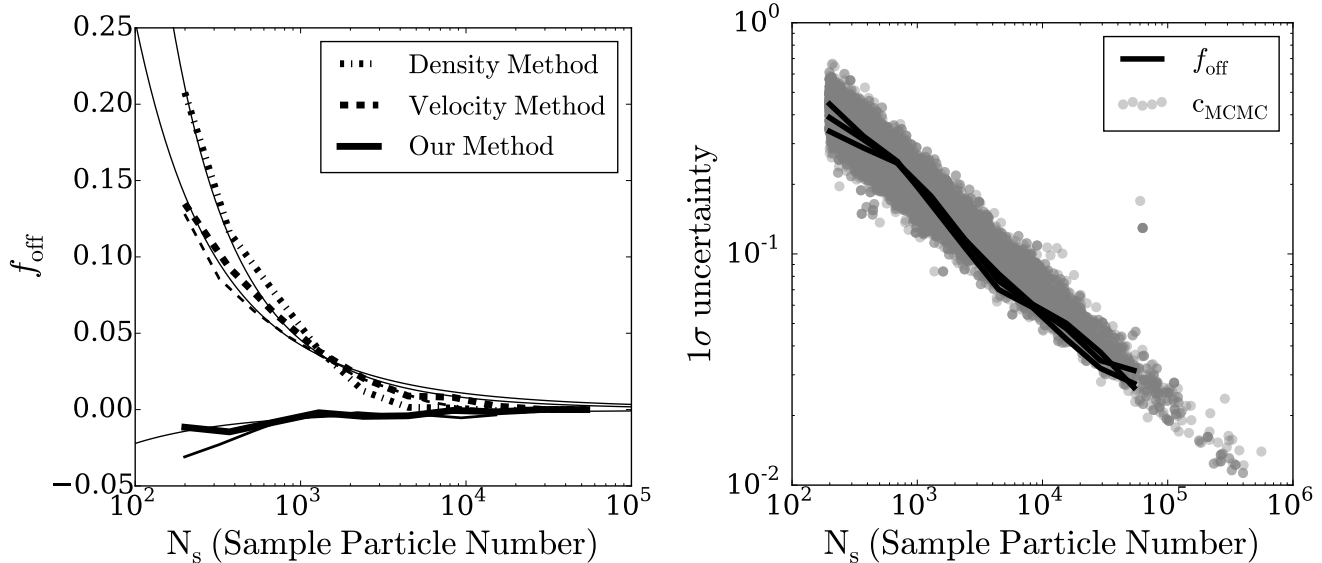 0.25
0.20
0.15
0.10
0.05
0.00
−0.05
f_off
10^2
10^3
10^4
10^5
N_s (Sample Particle Number)
Density Method
Velocity Method
Our Method
10^0
10^-1
10^-2
1σ uncertainty
10^2
10^3
10^4
10^5
10^6
N_s (Sample Particle Number)
f_off
c_MCMC